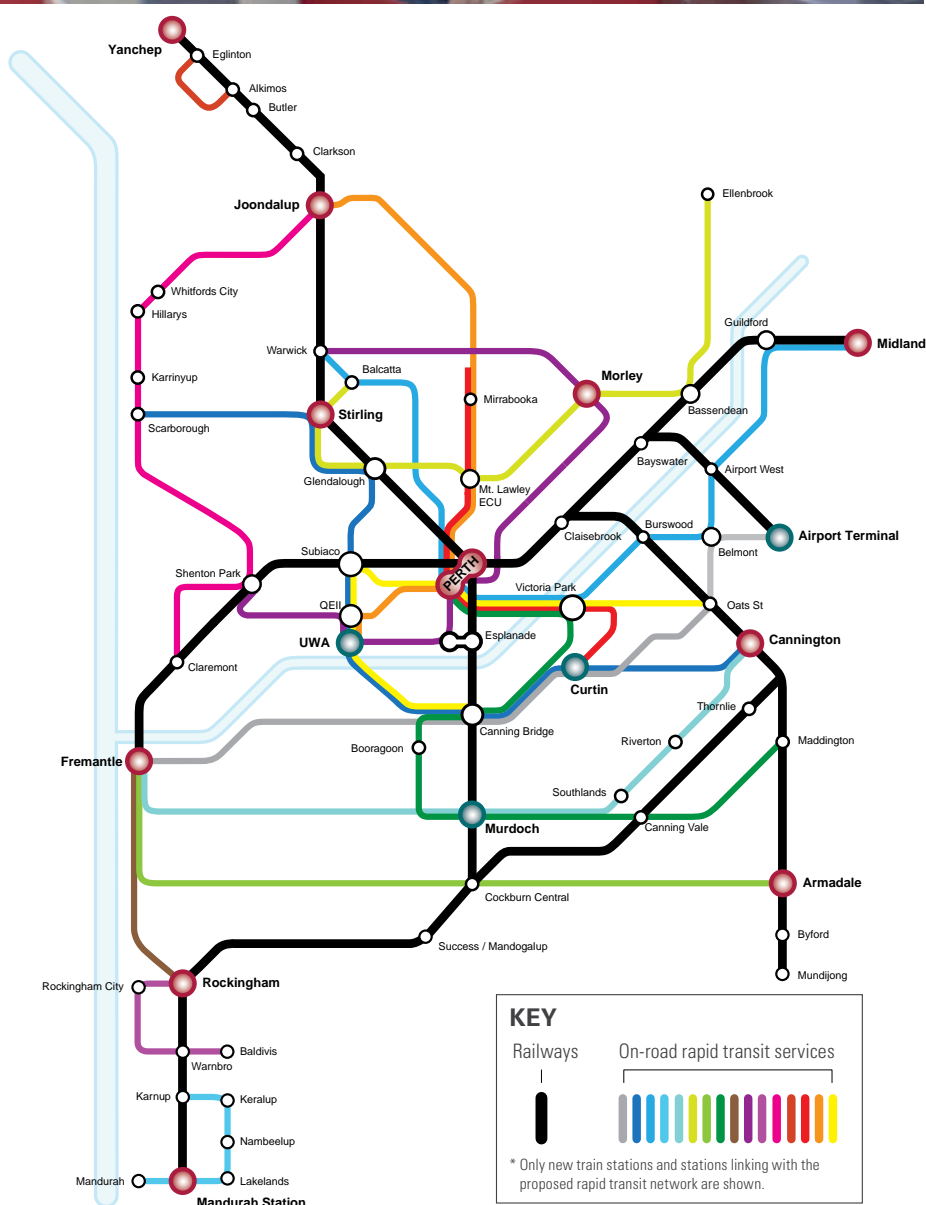 Yanchep
Eglinton
Alkimos
Butler
Clarkson
Joondalup
Ellenbrook
Whitfords City
Hillarys
Guildford
Midland
Warwick
Balcatta
Karrinyup
Morley
Mirrabooka
Bassendean
Scarborough
Stirling
Bayswater
Airport West
Glendalough
Mt. Lawley
ECU
Claisebrook
Burswood
Airport Terminal
Belmont
Subiaco
PERTH
Shenton Park
Victoria Park
Oats St
QEII
UWA
Esplanade
Cannington
Claremont
Curtin
Thornlie
Canning Bridge
Booragoon
Riverton
Maddington
Fremantle
Southlands
Murdoch
Canning Vale
Cockburn Central
Armadale
Success / Mandogalup
Byford
Mundijong
Rockingham City
Rockingham
Baldivis
Warnbro
Karnup
Keralup
Nambeelup
Mandurah
Lakelands
Mandurah Station
KEY
Railways
On-road rapid transit services
* Only new train stations and stations linking with the
proposed rapid transit network are shown.